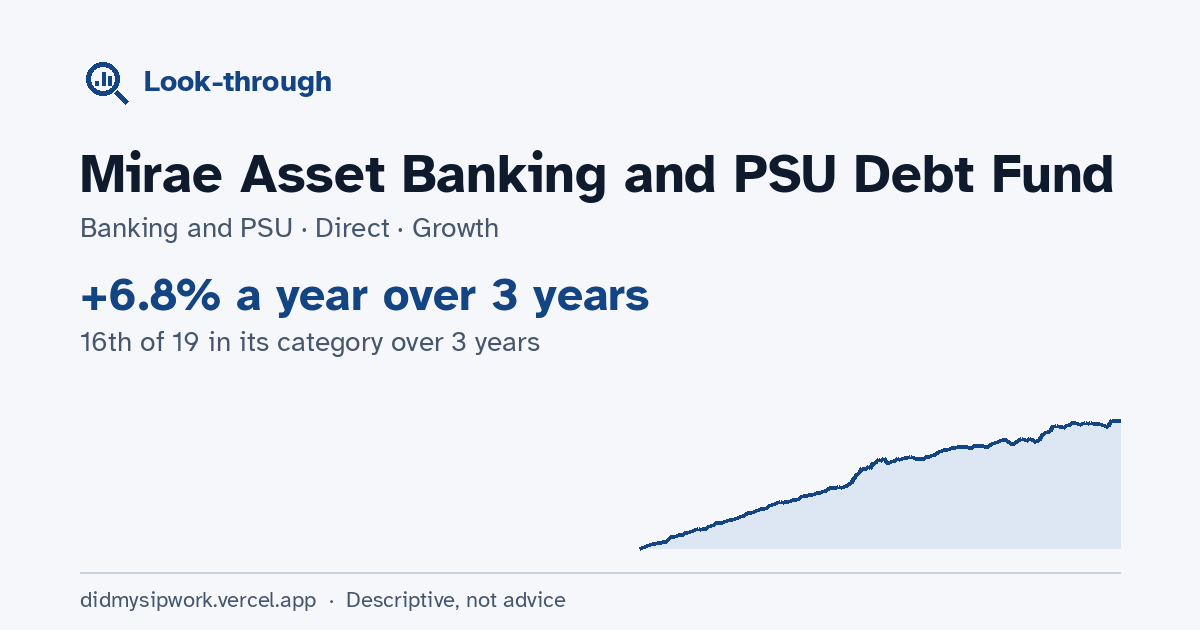 Look-through
Mirae Asset Banking and PSU Debt Fund
Banking and PSU · Direct · Growth
+6.8% a year over 3 years
16th of 19 in its category over 3 years
didmysipwork.vercel.app · Descriptive, not advice